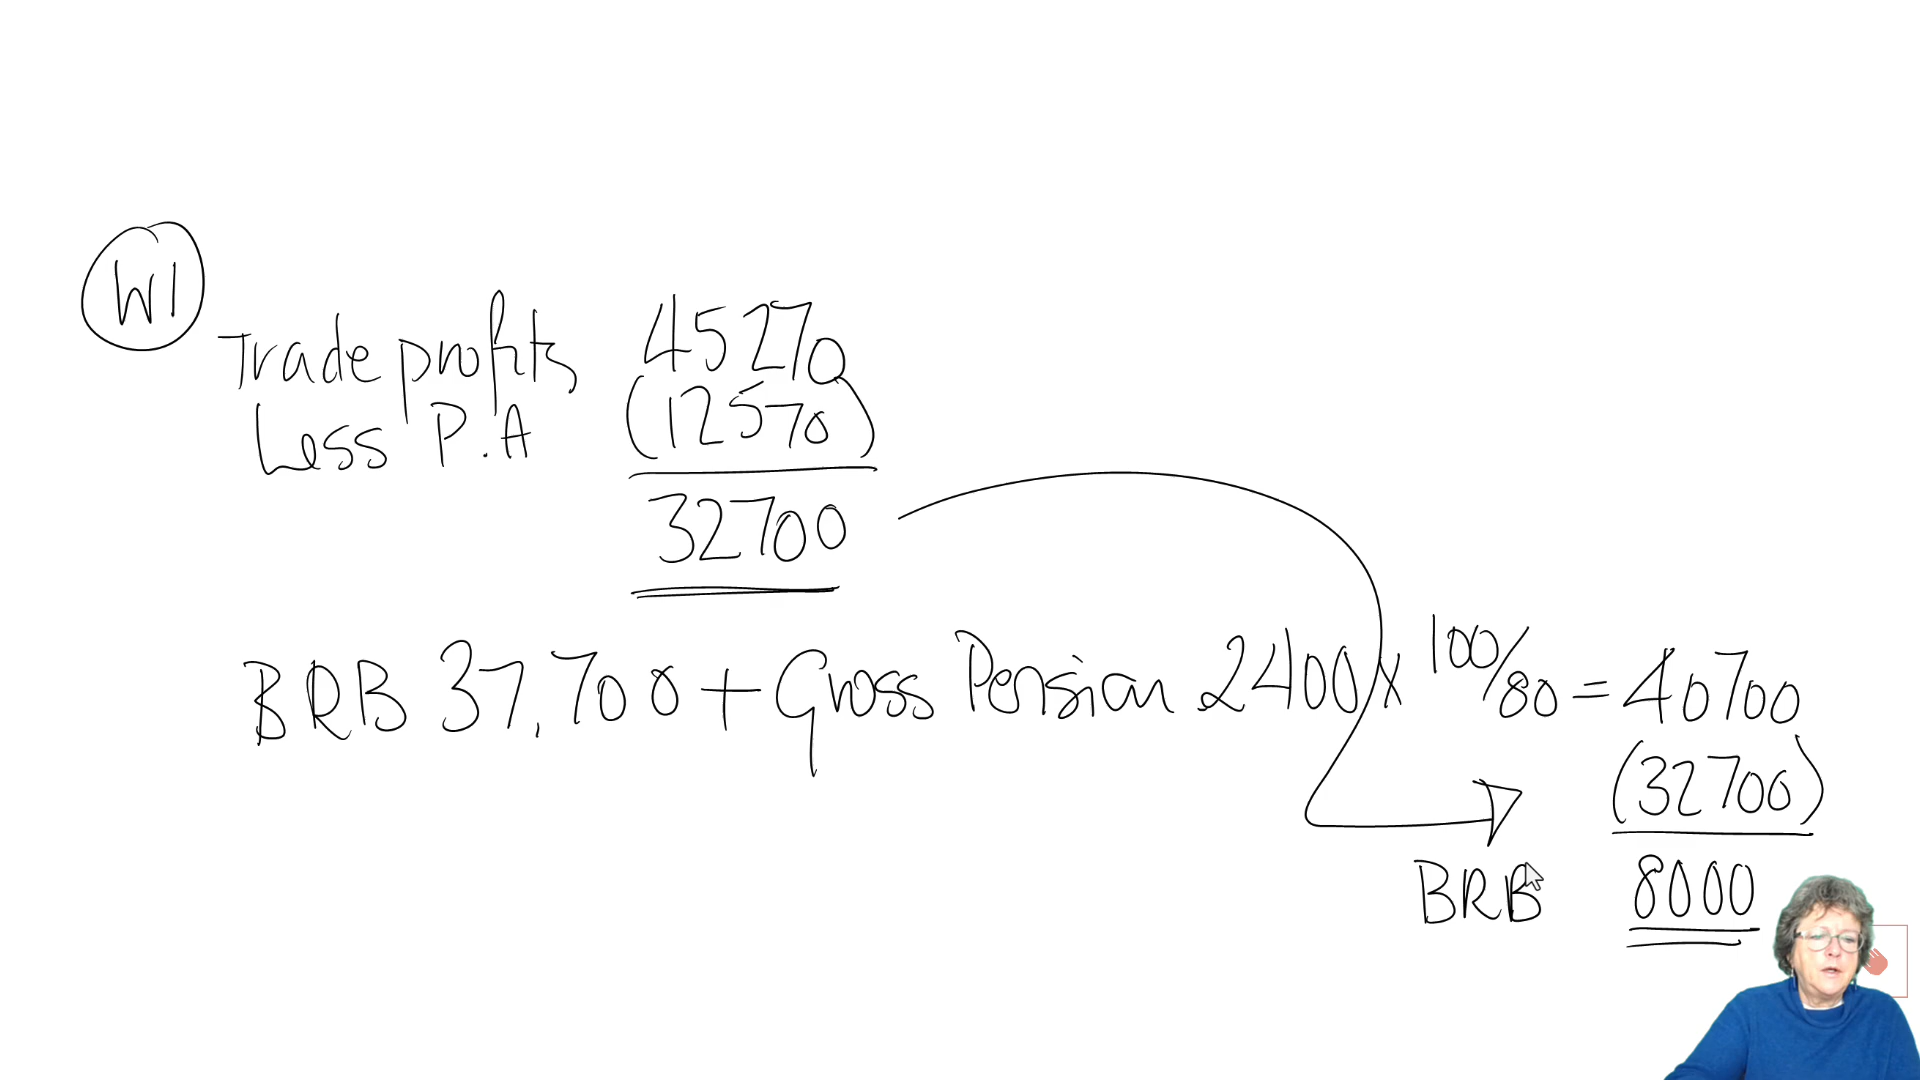 W1
Trade profits 45270
Less P.A (12570)
32700
BRB 37,700 + Gross Pension 2400 x 100/80 = 40700
(32700)
BRB 8000